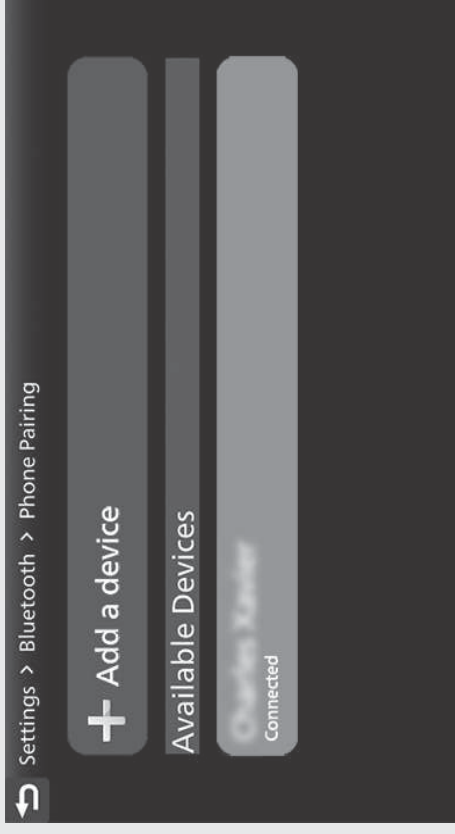 Settings > Bluetooth > Phone Pairing
+ Add a device
Available Devices
Connected